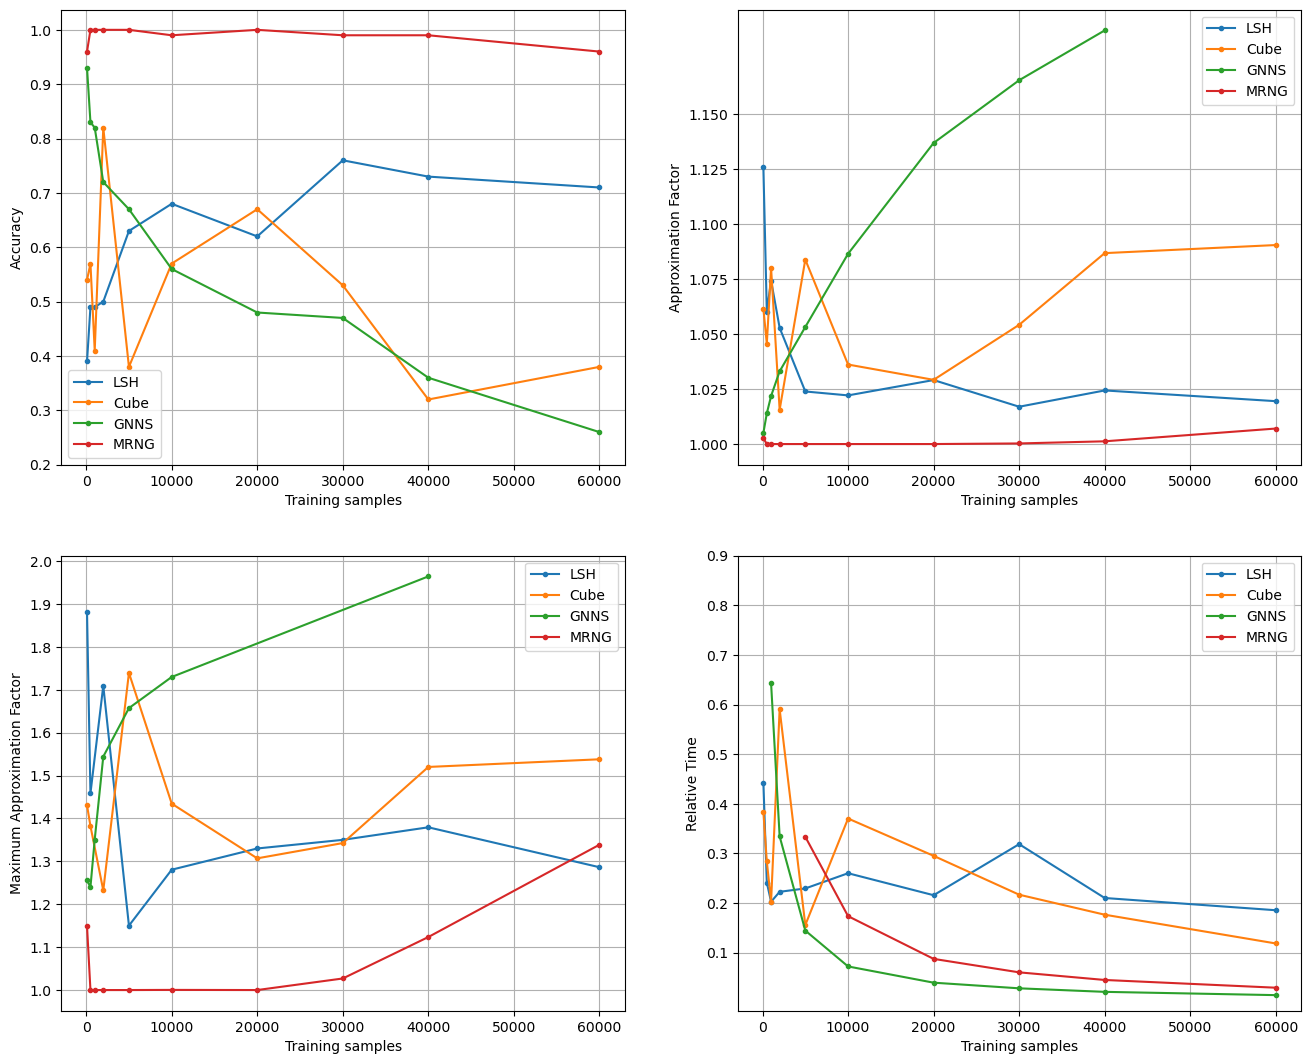 1.0
0.9
0.8
0.7
0.6
0.5
0.4
0.3
0.2
Accuracy
LSH
Cube
GNNS
MRNG
0 10000 20000 30000 40000 50000 60000
Training samples
1.150
1.125
1.100
1.075
1.050
1.025
1.000
Approximation Factor
LSH
Cube
GNNS
MRNG
0 10000 20000 30000 40000 50000 60000
Training samples
2.0
1.9
1.8
1.7
1.6
1.5
1.4
1.3
1.2
1.1
1.0
Maximum Approximation Factor
LSH
Cube
GNNS
MRNG
0 10000 20000 30000 40000 50000 60000
Training samples
0.9
0.8
0.7
0.6
0.5
0.4
0.3
0.2
0.1
Relative Time
LSH
Cube
GNNS
MRNG
0 10000 20000 30000 40000 50000 60000
Training samples